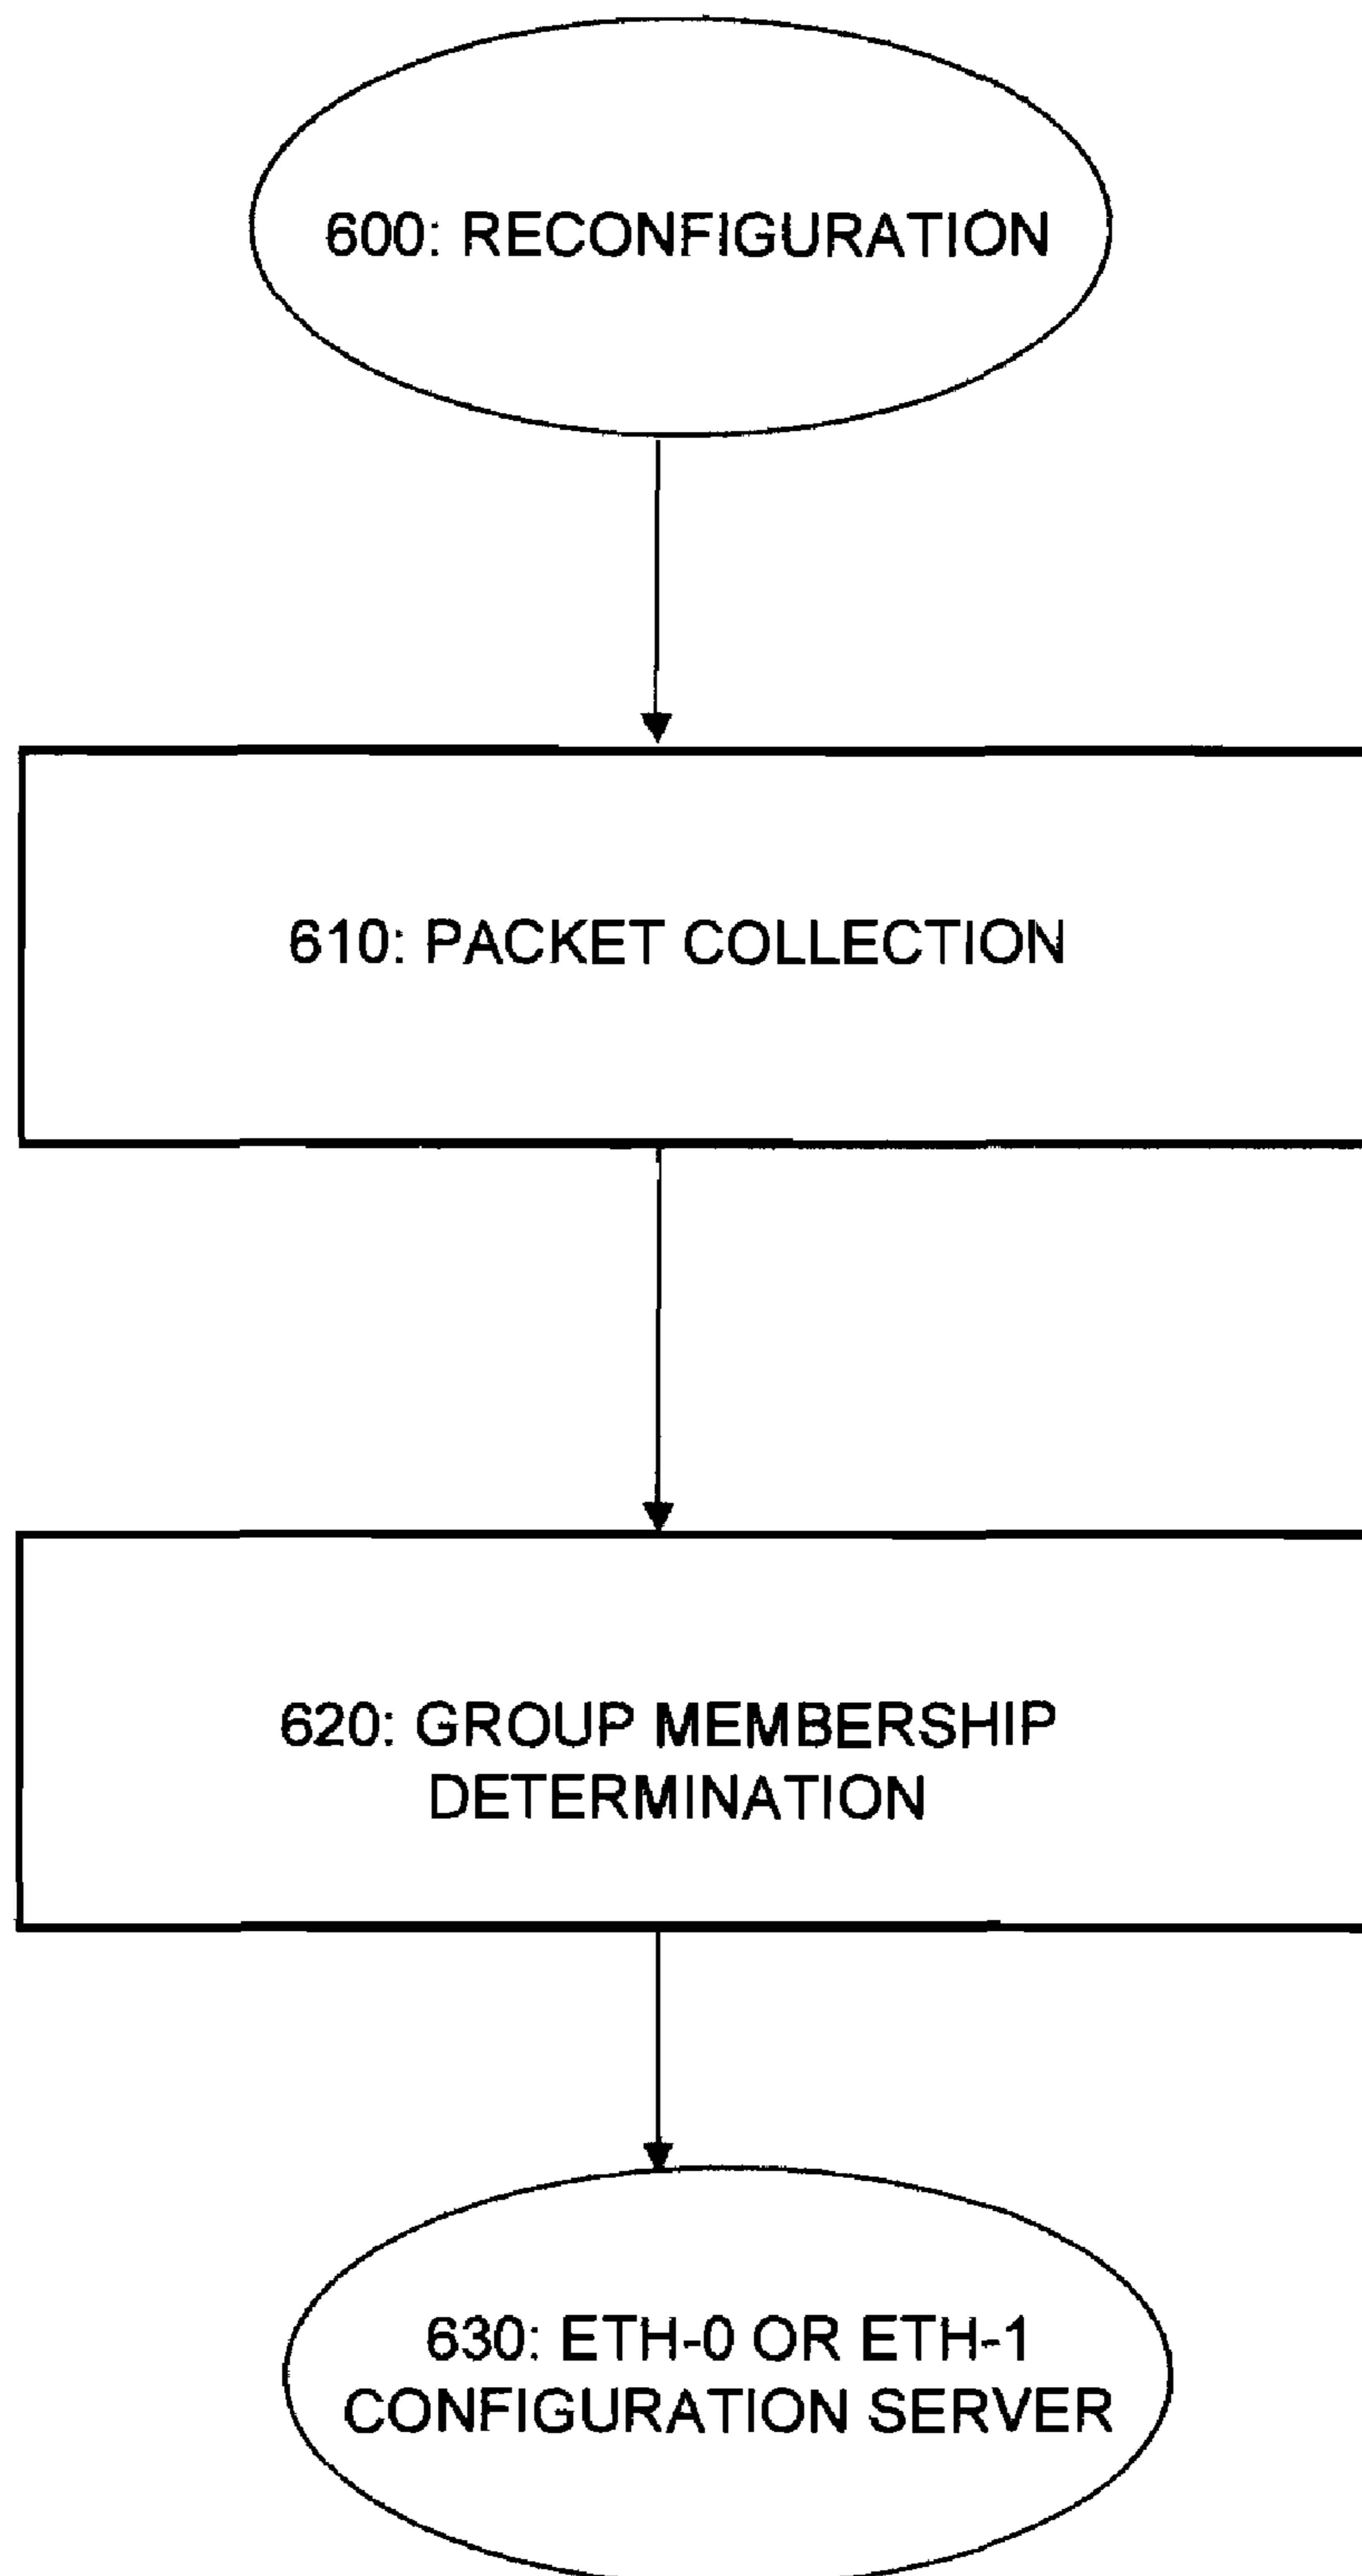 600: RECONFIGURATION
610: PACKET COLLECTION
620: GROUP MEMBERSHIP
DETERMINATION
630: ETH-0 OR ETH-1
CONFIGURATION SERVER